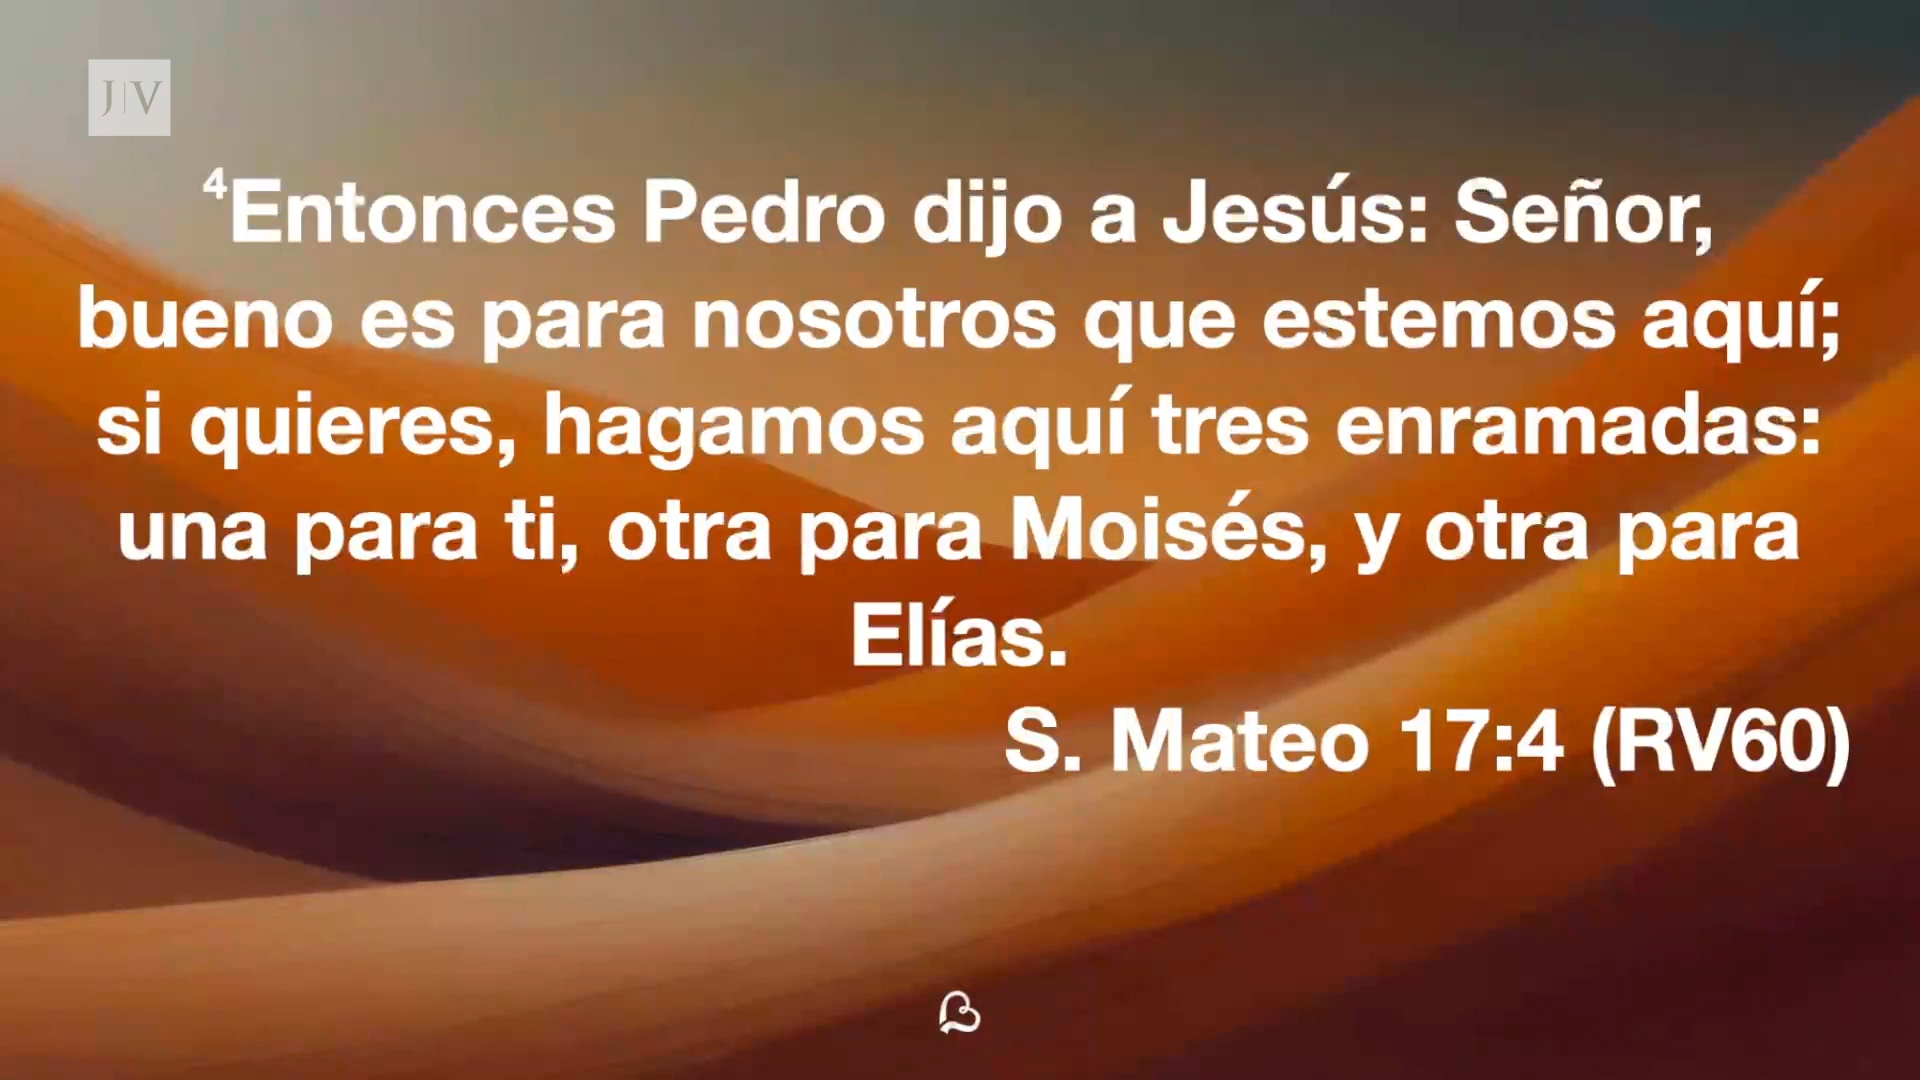 J|V
⁴Entonces Pedro dijo a Jesús: Señor,
bueno es para nosotros que estemos aquí;
si quieres, hagamos aquí tres enramadas:
una para ti, otra para Moisés, y otra para
Elías.
S. Mateo 17:4 (RV60)